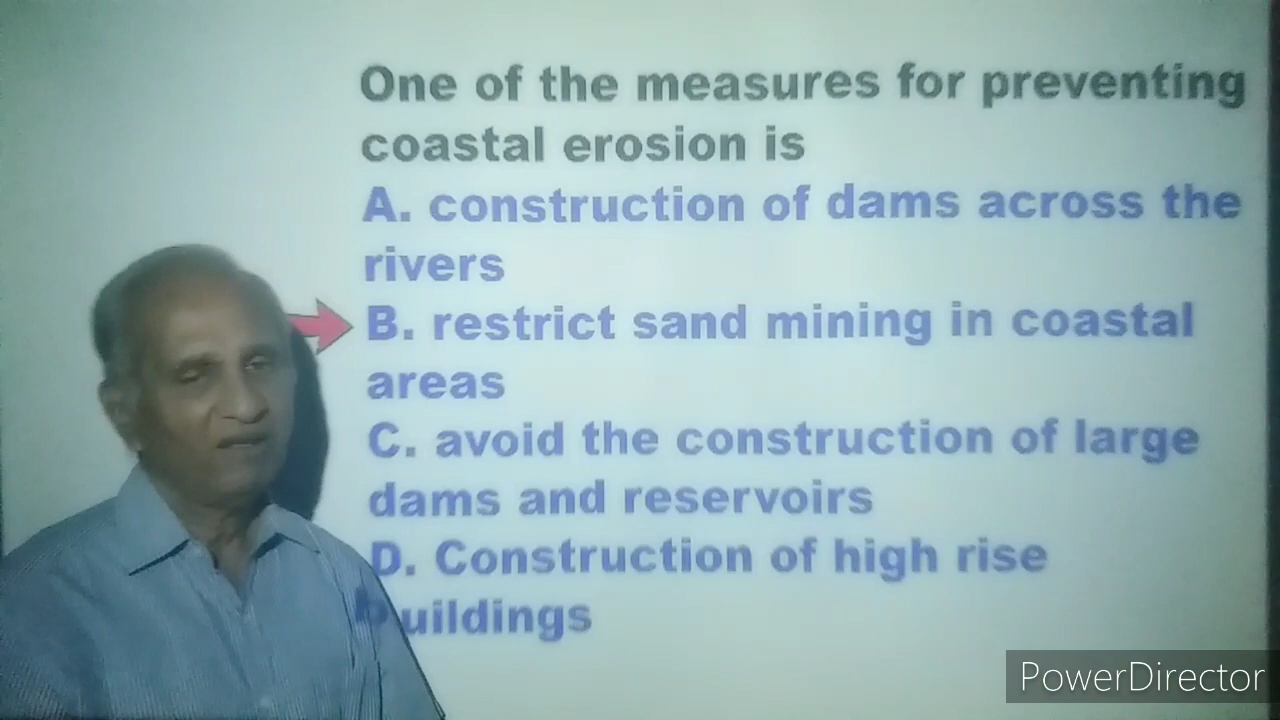 One of the measures for preventing
coastal erosion is
A. construction of dams across the
rivers
B. restrict sand mining in coastal
areas
C. avoid the construction of large
dams and reservoirs
D. Construction of high rise
buildings
PowerDirector